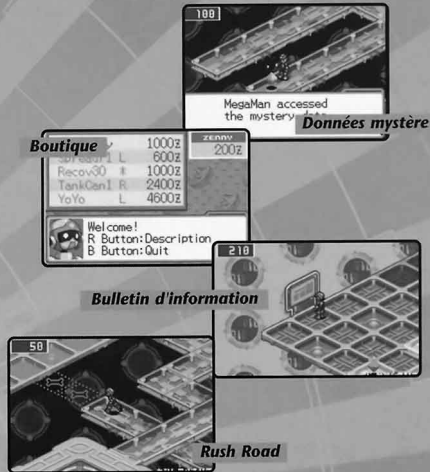 100
MegaMan accessed
the mystery
Données mystère
Boutique
1000Z
ZENNY
200Z
L 600Z
Recov30 * 1000Z
TankCan1 R 2400Z
YoYo L 4600Z
Welcome!
R Button:Description
B Button:Quit
210
Bulletin d'information
50
Rush Road